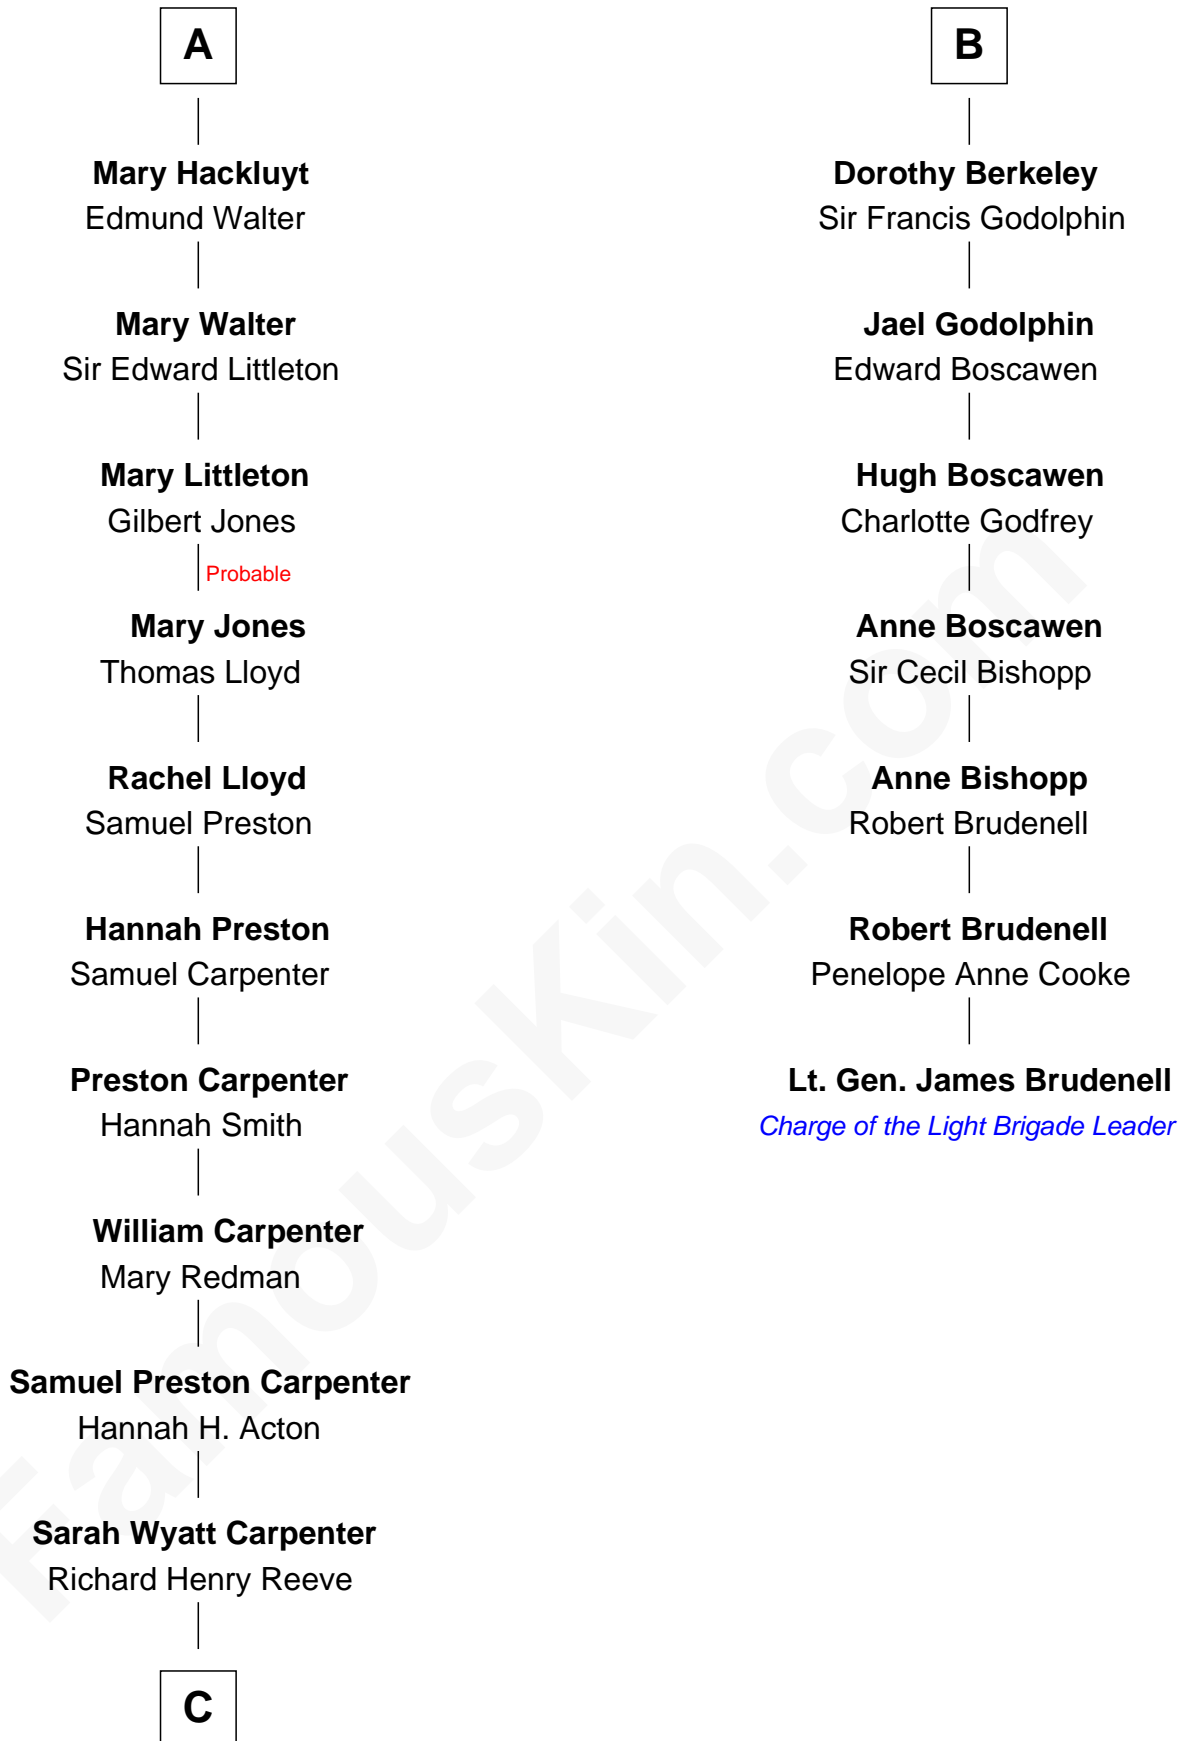 A
Mary Hackluyt
Edmund Walter
Mary Walter
Sir Edward Littleton
Mary Littleton
Gilbert Jones
Probable
Mary Jones
Thomas Lloyd
Rachel Lloyd
Samuel Preston
Hannah Preston
Samuel Carpenter
Preston Carpenter
Hannah Smith
William Carpenter
Mary Redman
Samuel Preston Carpenter
Hannah H. Acton
Sarah Wyatt Carpenter
Richard Henry Reeve
C
B
Dorothy Berkeley
Sir Francis Godolphin
Jael Godolphin
Edward Boscawen
Hugh Boscawen
Charlotte Godfrey
Anne Boscawen
Sir Cecil Bishopp
Anne Bishopp
Robert Brudenell
Robert Brudenell
Penelope Anne Cooke
Lt. Gen. James Brudenell
Charge of the Light Brigade Leader
FamousKin.com